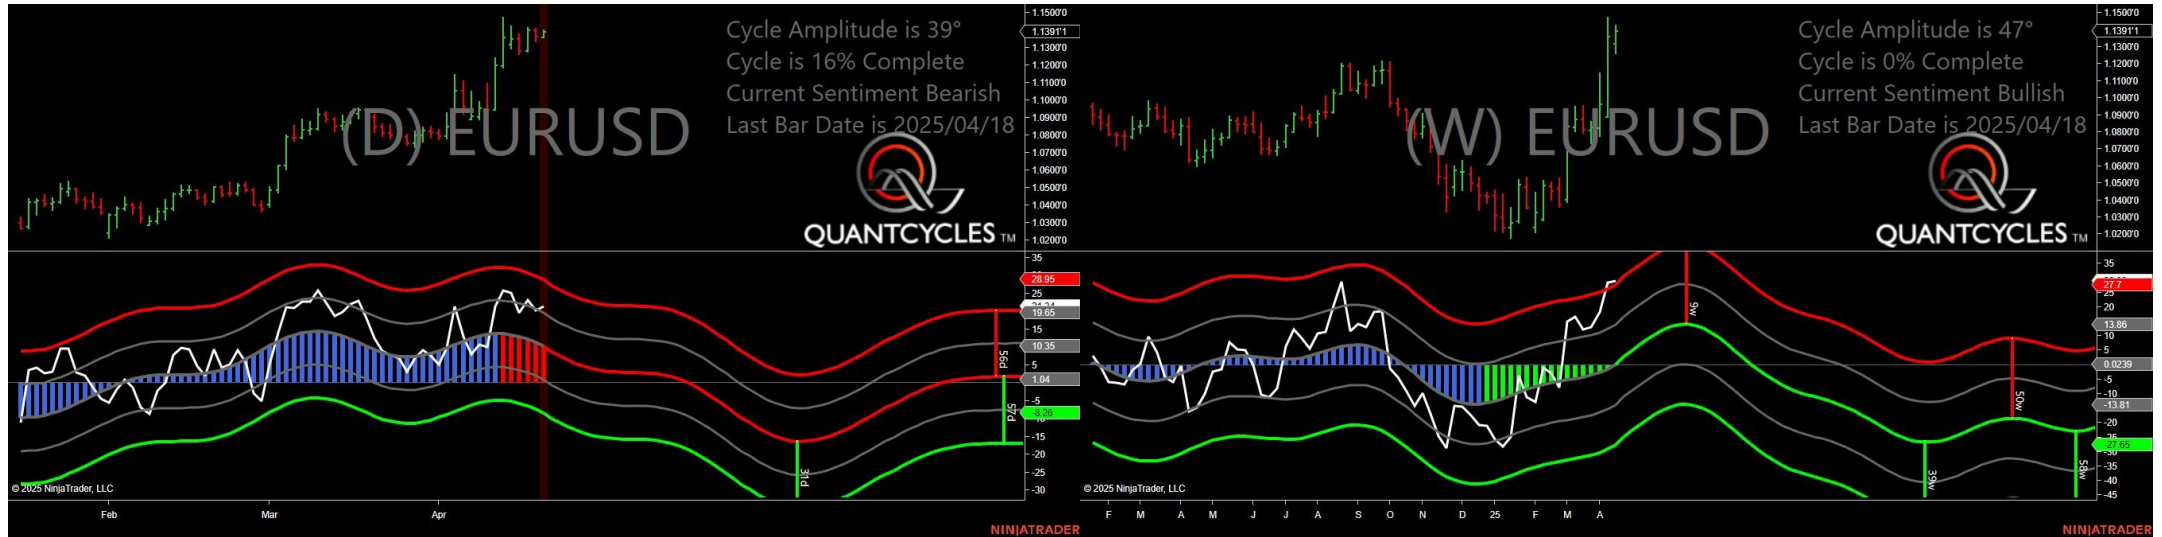 (D) EURUSD
Cycle Amplitude is 39°
Cycle is 16% Complete
Current Sentiment Bearish
Last Bar Date is 2025/04/18
QUANTCYCLES TM
1.1500'0
1.1391'1
1.1300'0
1.1200'0
1.1100'0
1.1000'0
1.0900'0
1.0800'0
1.0700'0
1.0600'0
1.0500'0
1.0400'0
1.0300'0
1.0200'0
35
28.95
25
19.65
15
10.35
5
1.04
-5
-8.26
-15
-20
-25
-30
56d
57d
31d
© 2025 NinjaTrader, LLC
Feb
Mar
Apr
NINJATRADER
(W) EURUSD
Cycle Amplitude is 47°
Cycle is 0% Complete
Current Sentiment Bullish
Last Bar Date is 2025/04/18
QUANTCYCLES TM
1.1500'0
1.1391'1
1.1300'0
1.1200'0
1.1100'0
1.1000'0
1.0900'0
1.0800'0
1.0700'0
1.0600'0
1.0500'0
1.0400'0
1.0300'0
1.0200'0
35
27.7
25
20
13.86
10
5
0.0239
-5
-10
-13.81
-20
-27.65
-35
-40
-45
9w
50w
39w
58w
© 2025 NinjaTrader, LLC
F
M
A
M
J
J
A
S
O
N
D
25
F
M
A
NINJATRADER